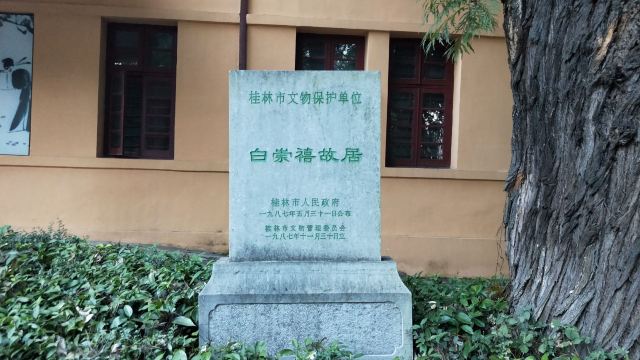 桂林市文物保护单位
白崇禧故居
桂林市人民政府
一九八七年五月三十一日公布
桂林市文物管理委员会
一九八七年十一月三十日立